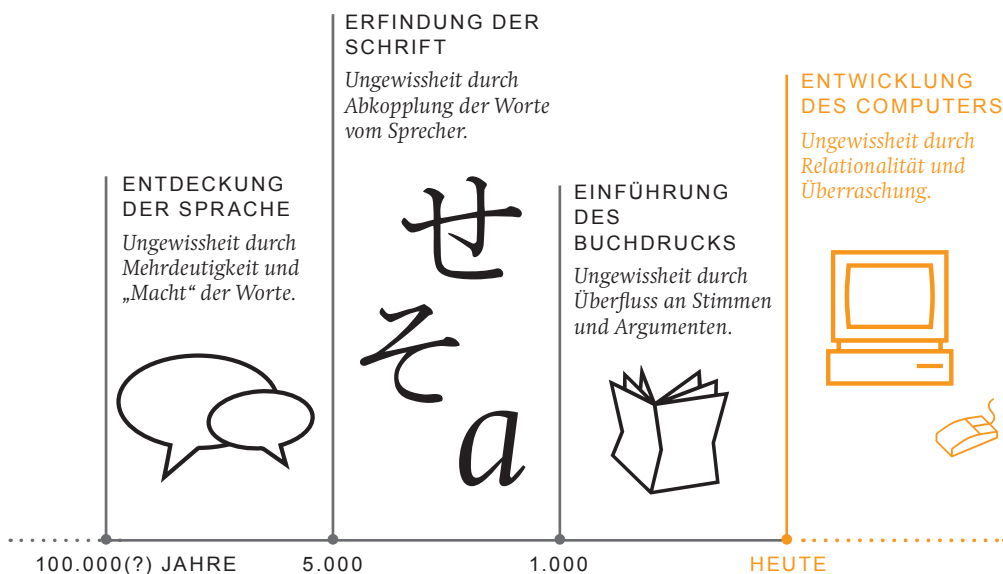 ERFINDUNG DER
SCHRIFT
Ungewissheit durch
Abkopplung der Worte
vom Sprecher.
ENTWICKLUNG
DES COMPUTERS
Ungewissheit durch
Relationalität und
Überraschung.
ENTDECKUNG
DER SPRACHE
Ungewissheit durch
Mehrdeutigkeit und
„Macht“ der Worte.
EINFÜHRUNG
DES
BUCHDRUCKS
Ungewissheit durch
Überfluss an Stimmen
und Argumenten.
せ
そ
a
100.000(?) JAHRE
5.000
1.000
HEUTE